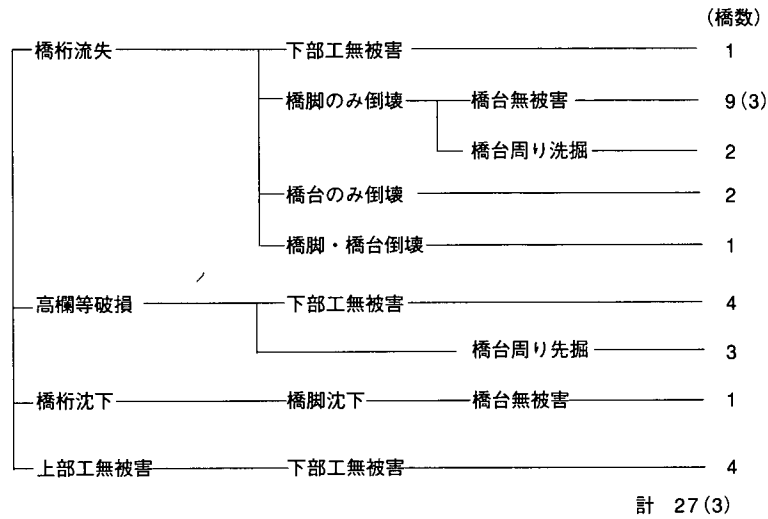 (橋数)
橋桁流失 下部工無被害 1
橋脚のみ倒壊 橋台無被害 9(3)
橋台周り洗掘 2
橋台のみ倒壊 2
橋脚・橋台倒壊 1
高欄等破損 下部工無被害 4
橋台周り先掘 3
橋桁沈下 橋脚沈下 橋台無被害 1
上部工無被害 下部工無被害 4
計 27(3)